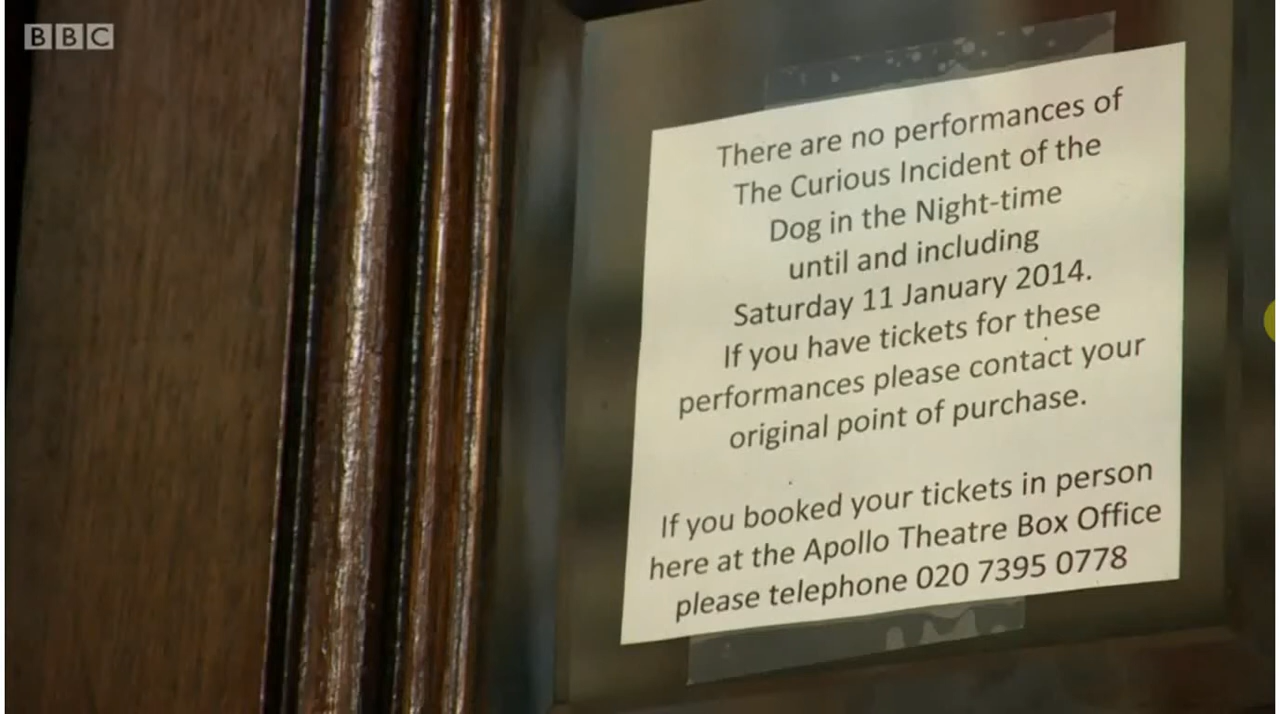 BBC
There are no performances of
The Curious Incident of the
Dog in the Night-time
until and including
Saturday 11 January 2014.
If you have tickets for these
performances please contact your
original point of purchase.
If you booked your tickets in person
here at the Apollo Theatre Box Office
please telephone 020 7395 0778